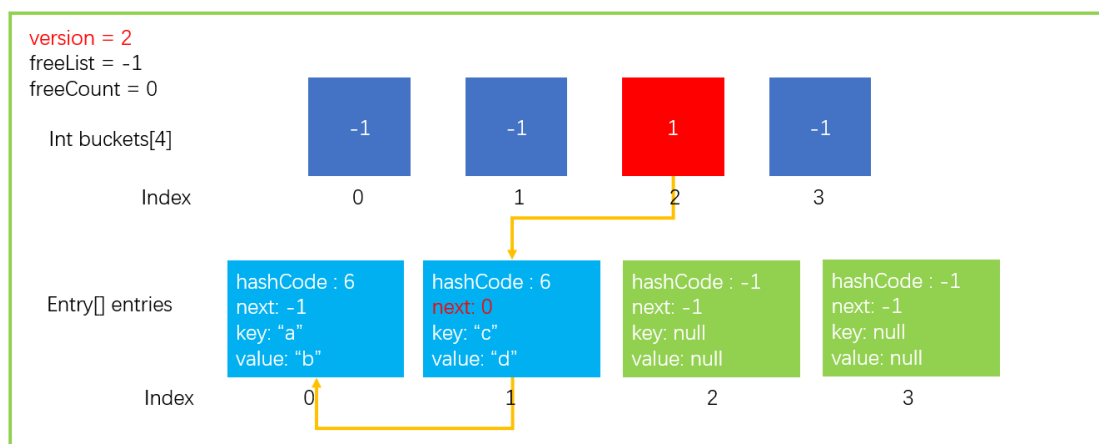 version = 2
freeList = -1
freeCount = 0
Int buckets[4]
-1 -1 1 -1
Index 0 1 2 3
Entry[] entries
hashCode : 6
next: -1
key: “a”
value: “b”
hashCode : 6
next: 0
key: “c”
value: “d”
hashCode : -1
next: -1
key: null
value: null
hashCode : -1
next: -1
key: null
value: null
Index 0 1 2 3